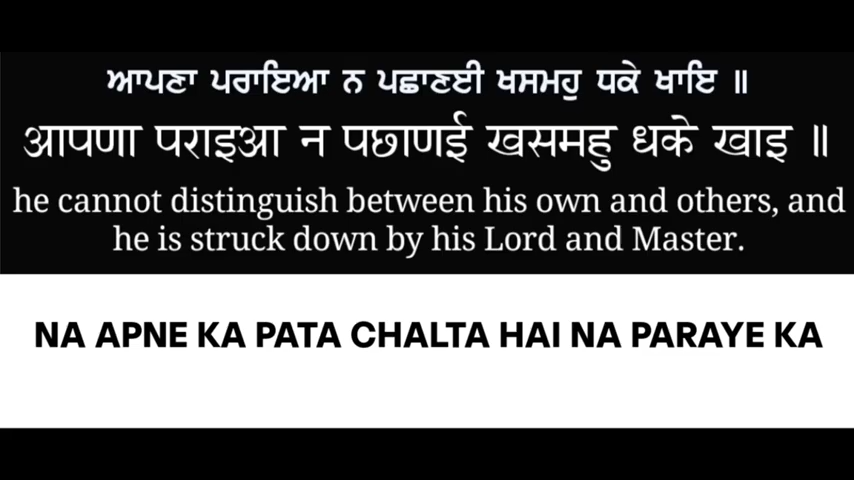 ਆਪਣਾ ਪਰਾਇਆ ਨ ਪਛਾਣਈ ਖਸਮਹੁ ਧਕੇ ਖਾਇ ॥
आपणा पराइआ न पछाणई खसमहु धके खाइ ॥
he cannot distinguish between his own and others, and
he is struck down by his Lord and Master.
NA APNE KA PATA CHALTA HAI NA PARAYE KA